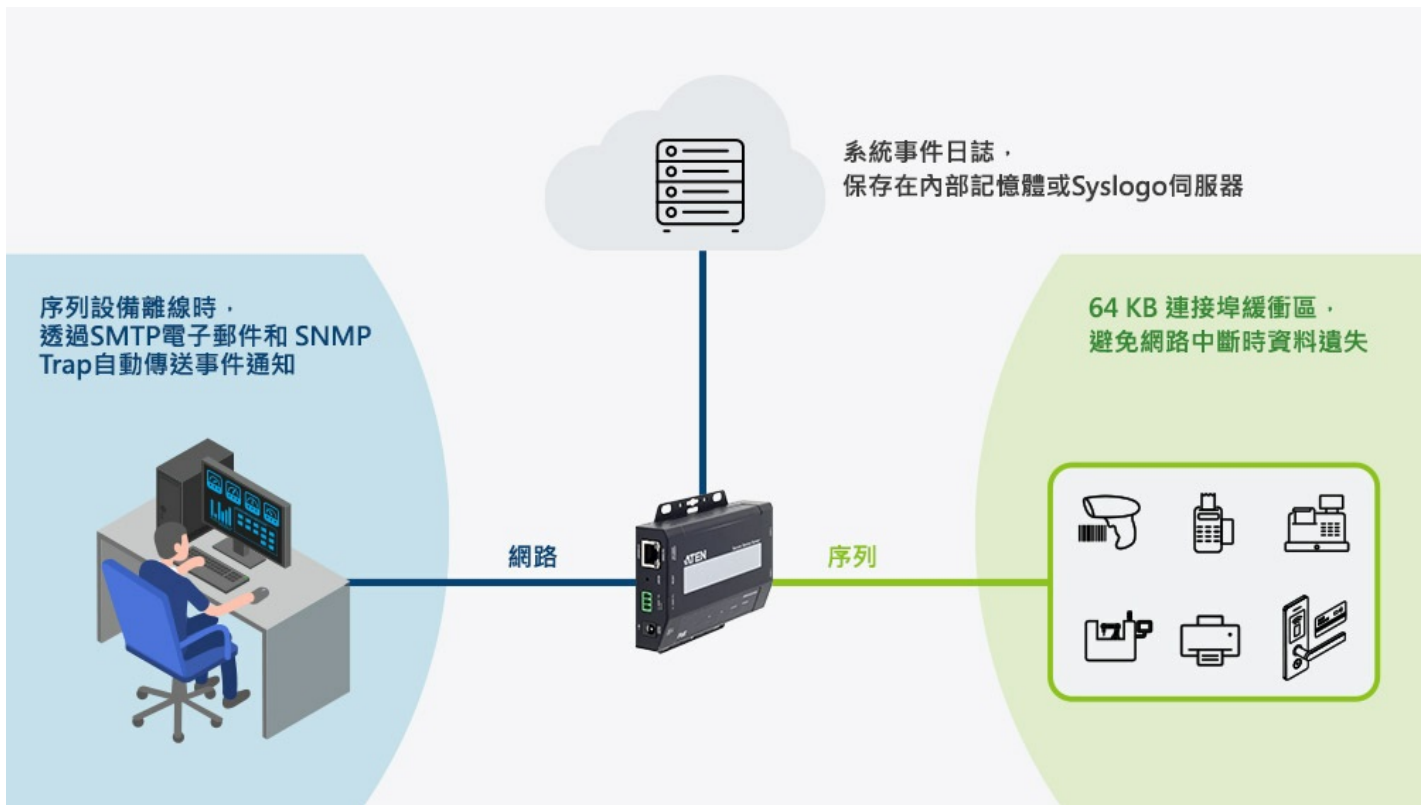 系統事件日誌，
保存在內部記憶體或Syslogo伺服器
序列設備離線時，
透過SMTP電子郵件和 SNMP
Trap自動傳送事件通知
64 KB 連接埠緩衝區，
避免網路中斷時資料遺失
網路
ATEN
序列